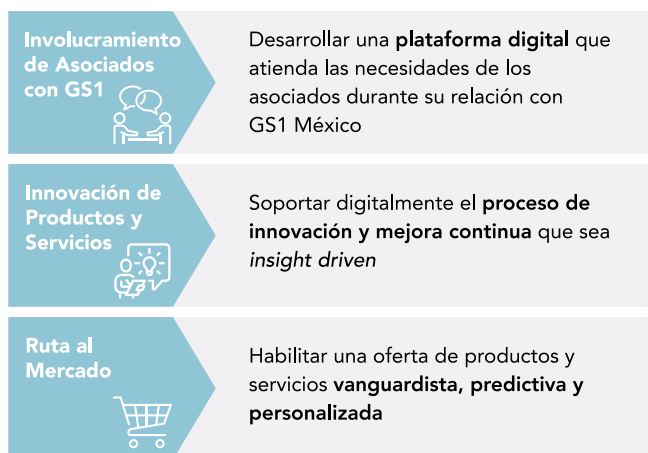 Involucramiento
de Asociados
con GS1
Desarrollar una plataforma digital que
atienda las necesidades de los
asociados durante su relación con
GS1 México
Innovación de
Productos y
Servicios
Soportar digitalmente el proceso de
innovación y mejora continua que sea
insight driven
Ruta al
Mercado
Habilitar una oferta de productos y
servicios vanguardista, predictiva y
personalizada